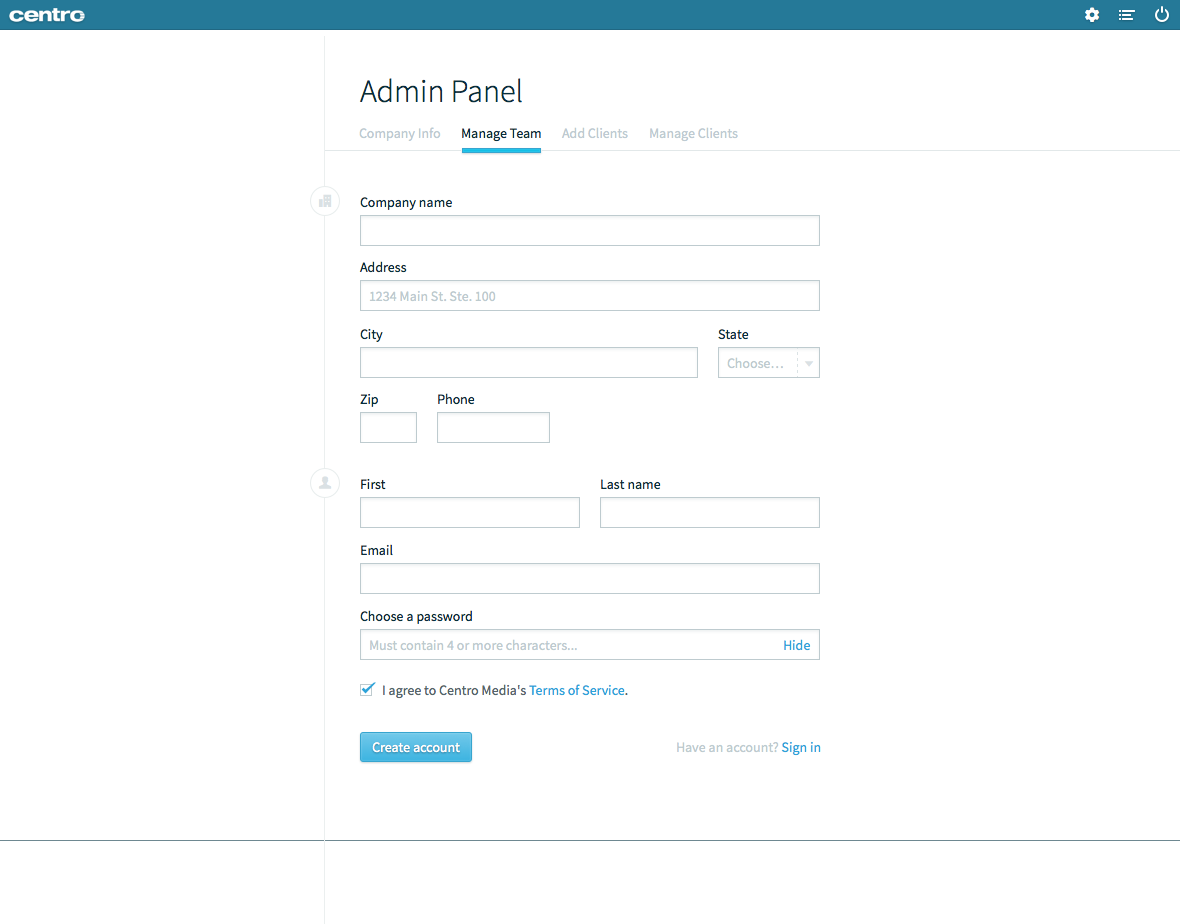 centro
Admin Panel
Company Info Manage Team Add Clients Manage Clients
Company name
Address
1234 Main St. Ste. 100
City State
Choose...
Zip Phone
First Last name
Email
Choose a password
Must contain 4 or more characters... Hide
I agree to Centro Media's Terms of Service.
Create account Have an account? Sign in